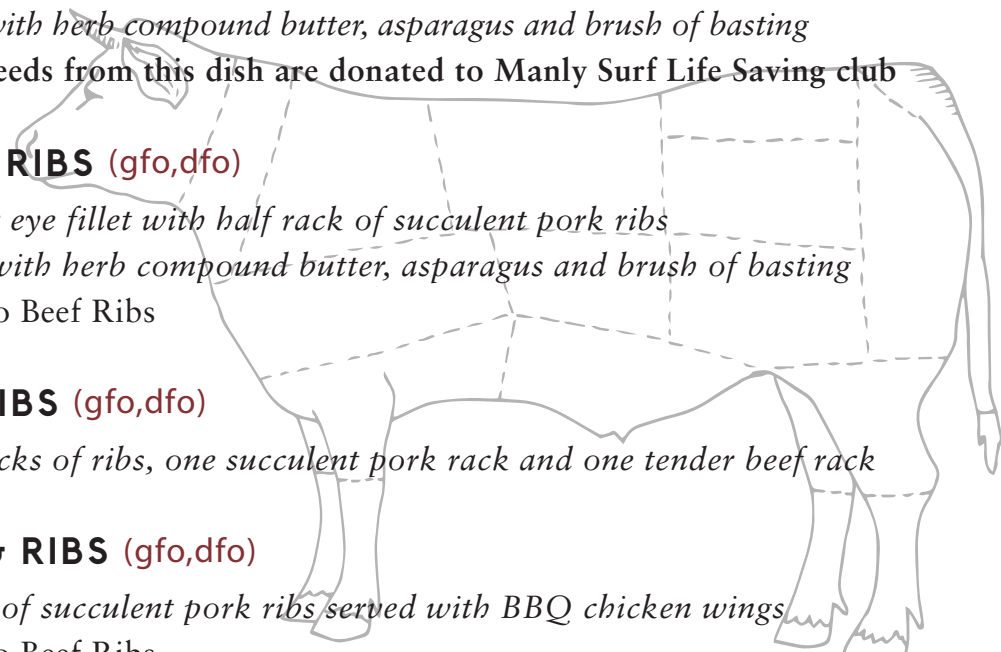 with herb compound butter, asparagus and brush of basting
from this dish are donated to Manly Surf Life Saving club
RIBS (gfo,dfo)
eye fillet with half rack of succulent pork ribs
with herb compound butter, asparagus and brush of basting
Beef Ribs
(gfo,dfo)
of ribs, one succulent pork rack and one tender beef rack
RIBS (gfo,dfo)
of succulent pork ribs served with BBQ chicken wings
Beef Ribs